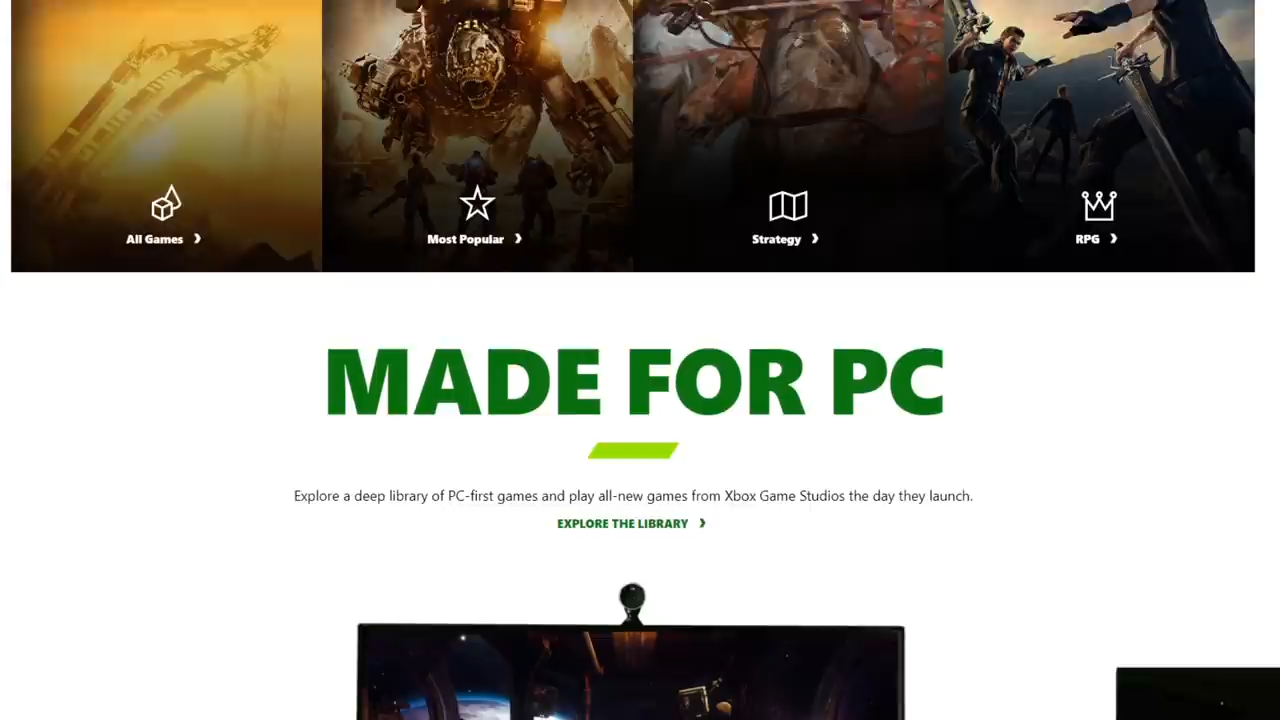 All Games ❯
Most Popular ❯
Strategy ❯
RPG ❯
MADE FOR PC
Explore a deep library of PC-first games and play all-new games from Xbox Game Studios the day they launch.
EXPLORE THE LIBRARY ❯